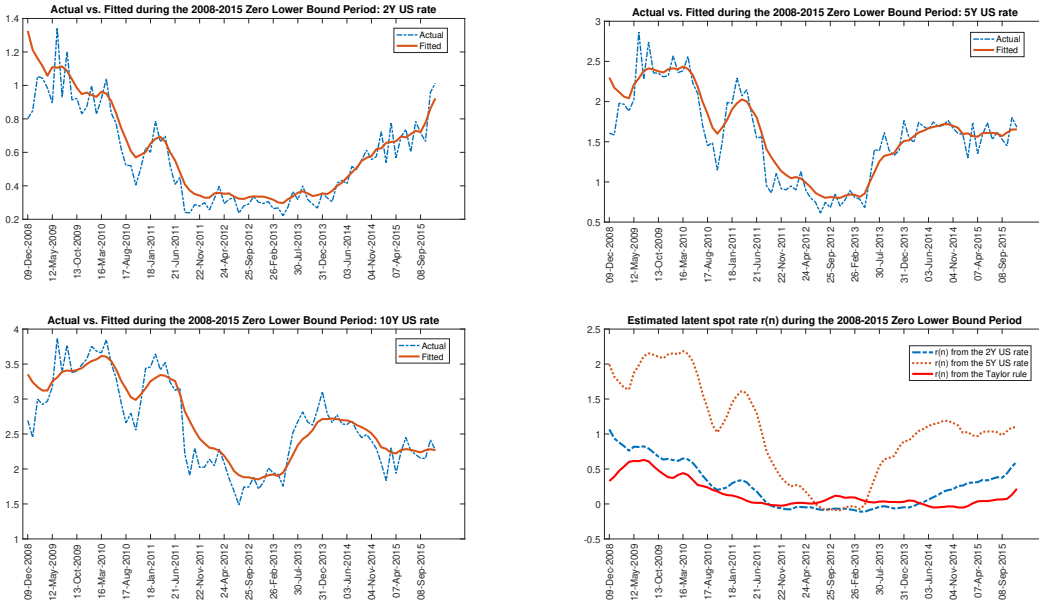 Actual vs. Fitted during the 2008-2015 Zero Lower Bound Period: 2Y US rate
1.4
1.2
1
0.8
0.6
0.4
0.2
Actual
Fitted
09-Dec-2008
12-May-2009
13-Oct-2009
16-Mar-2010
17-Aug-2010
18-Jan-2011
21-Jun-2011
22-Nov-2011
24-Apr-2012
25-Sep-2012
26-Feb-2013
30-Jul-2013
31-Dec-2013
03-Jun-2014
04-Nov-2014
07-Apr-2015
08-Sep-2015
Actual vs. Fitted during the 2008-2015 Zero Lower Bound Period: 5Y US rate
3
2.5
2
1.5
1
0.5
Actual
Fitted
09-Dec-2008
12-May-2009
13-Oct-2009
16-Mar-2010
17-Aug-2010
18-Jan-2011
21-Jun-2011
22-Nov-2011
24-Apr-2012
25-Sep-2012
26-Feb-2013
30-Jul-2013
31-Dec-2013
03-Jun-2014
04-Nov-2014
07-Apr-2015
08-Sep-2015
Actual vs. Fitted during the 2008-2015 Zero Lower Bound Period: 10Y US rate
4
3.5
3
2.5
2
1.5
1
Actual
Fitted
09-Dec-2008
12-May-2009
13-Oct-2009
16-Mar-2010
17-Aug-2010
18-Jan-2011
21-Jun-2011
22-Nov-2011
24-Apr-2012
25-Sep-2012
26-Feb-2013
30-Jul-2013
31-Dec-2013
03-Jun-2014
04-Nov-2014
07-Apr-2015
08-Sep-2015
Estimated latent spot rate r(n) during the 2008-2015 Zero Lower Bound Period
2.5
2
1.5
1
0.5
0
-0.5
r(n) from the 2Y US rate
r(n) from the 5Y US rate
r(n) from the Taylor rule
09-Dec-2008
12-May-2009
13-Oct-2009
16-Mar-2010
17-Aug-2010
18-Jan-2011
21-Jun-2011
22-Nov-2011
24-Apr-2012
25-Sep-2012
26-Feb-2013
30-Jul-2013
31-Dec-2013
03-Jun-2014
04-Nov-2014
07-Apr-2015
08-Sep-2015